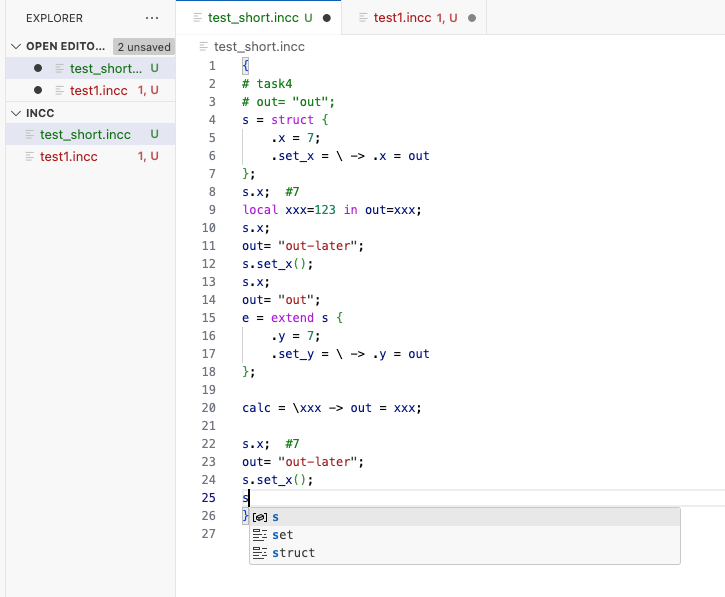 EXPLORER ···
OPEN EDITO... 2 unsaved
test_short... U
test1.incc 1, U
INCC
test_short.incc U
test1.incc 1, U
test_short.incc U
test1.incc 1, U
test_short.incc
1 {
2 # task4
3 # out= "out";
4 s = struct {
5 .x = 7;
6 .set_x = \ -> .x = out
7 };
8 s.x; #7
9 local xxx=123 in out=xxx;
10 s.x;
11 out= "out-later";
12 s.set_x();
13 s.x;
14 out= "out";
15 e = extend s {
16 .y = 7;
17 .set_y = \ -> .y = out
18 };
19
20 calc = \xxx -> out = xxx;
21
22 s.x; #7
23 out= "out-later";
24 s.set_x();
25 s
26 }
27
s
set
struct